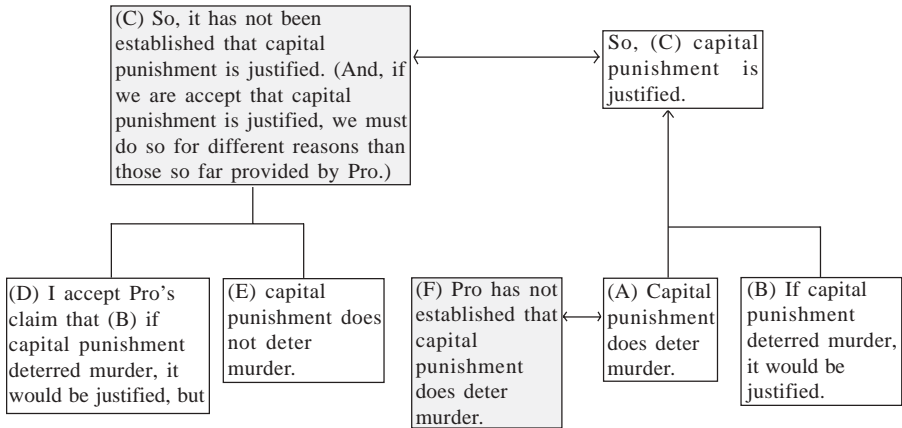 (C) So, it has not been
established that capital
punishment is justified. (And, if
we are accept that capital
punishment is justified, we must
do so for different reasons than
those so far provided by Pro.)
So, (C) capital
punishment is
justified.
(D) I accept Pro's
claim that (B) if
capital punishment
deterred murder, it
would be justified, but
(E) capital
punishment does
not deter
murder.
(F) Pro has not
established that
capital
punishment
does deter
murder.
(A) Capital
punishment
does deter
murder.
(B) If capital
punishment
deterred murder,
it would be
justified.